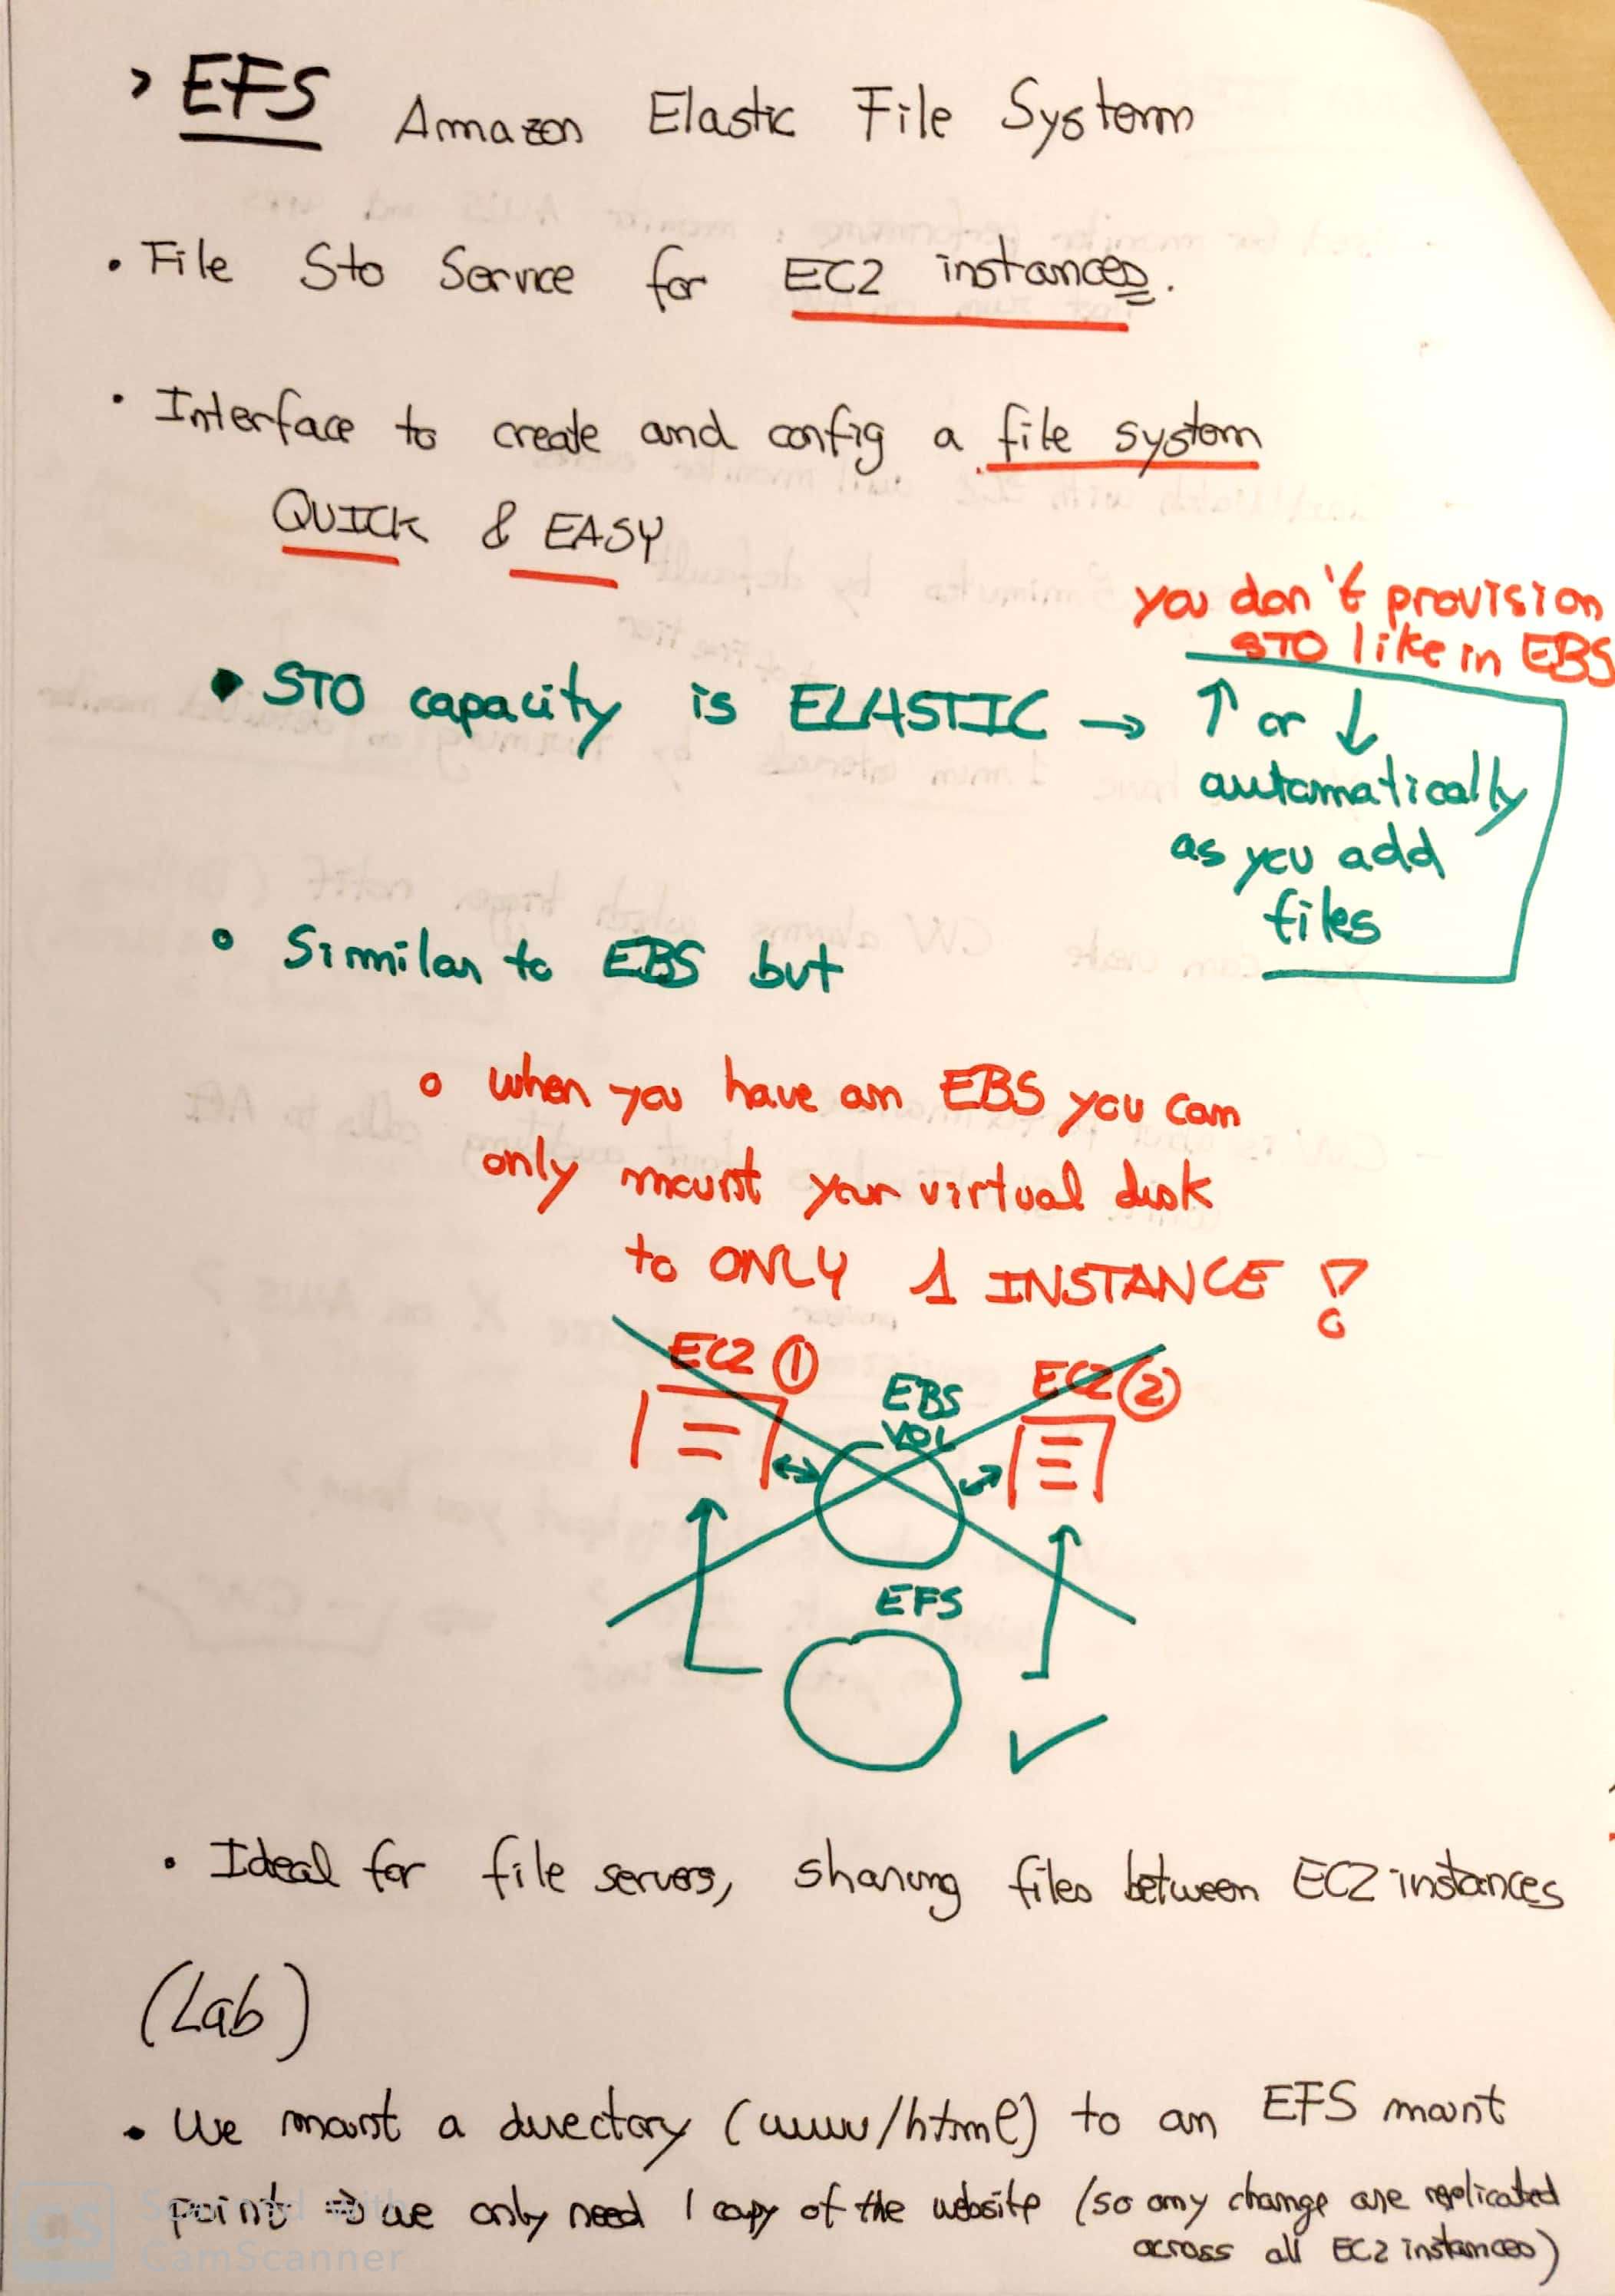 > EFS Amazon Elastic File System
• File Sto Service for EC2 instances.
• Interface to create and config a file system
QUICK & EASY
you don't provision
STO like in EBS
• STO capacity is ELASTIC → ↑ or ↓
automatically
as you add
files
• Similar to EBS but
• when you have an EBS you can
only mount your virtual disk
to ONLY 1 INSTANCE !
EC2 ① EBS VOL EC2 ②
EFS
• Ideal for file servers, sharing files between EC2 instances
(Lab)
• We mount a directory (www/html) to an EFS mount
point → we only need 1 copy of the website (so any change are replicated
across all EC2 instances)
CS Scanned with
CamScanner